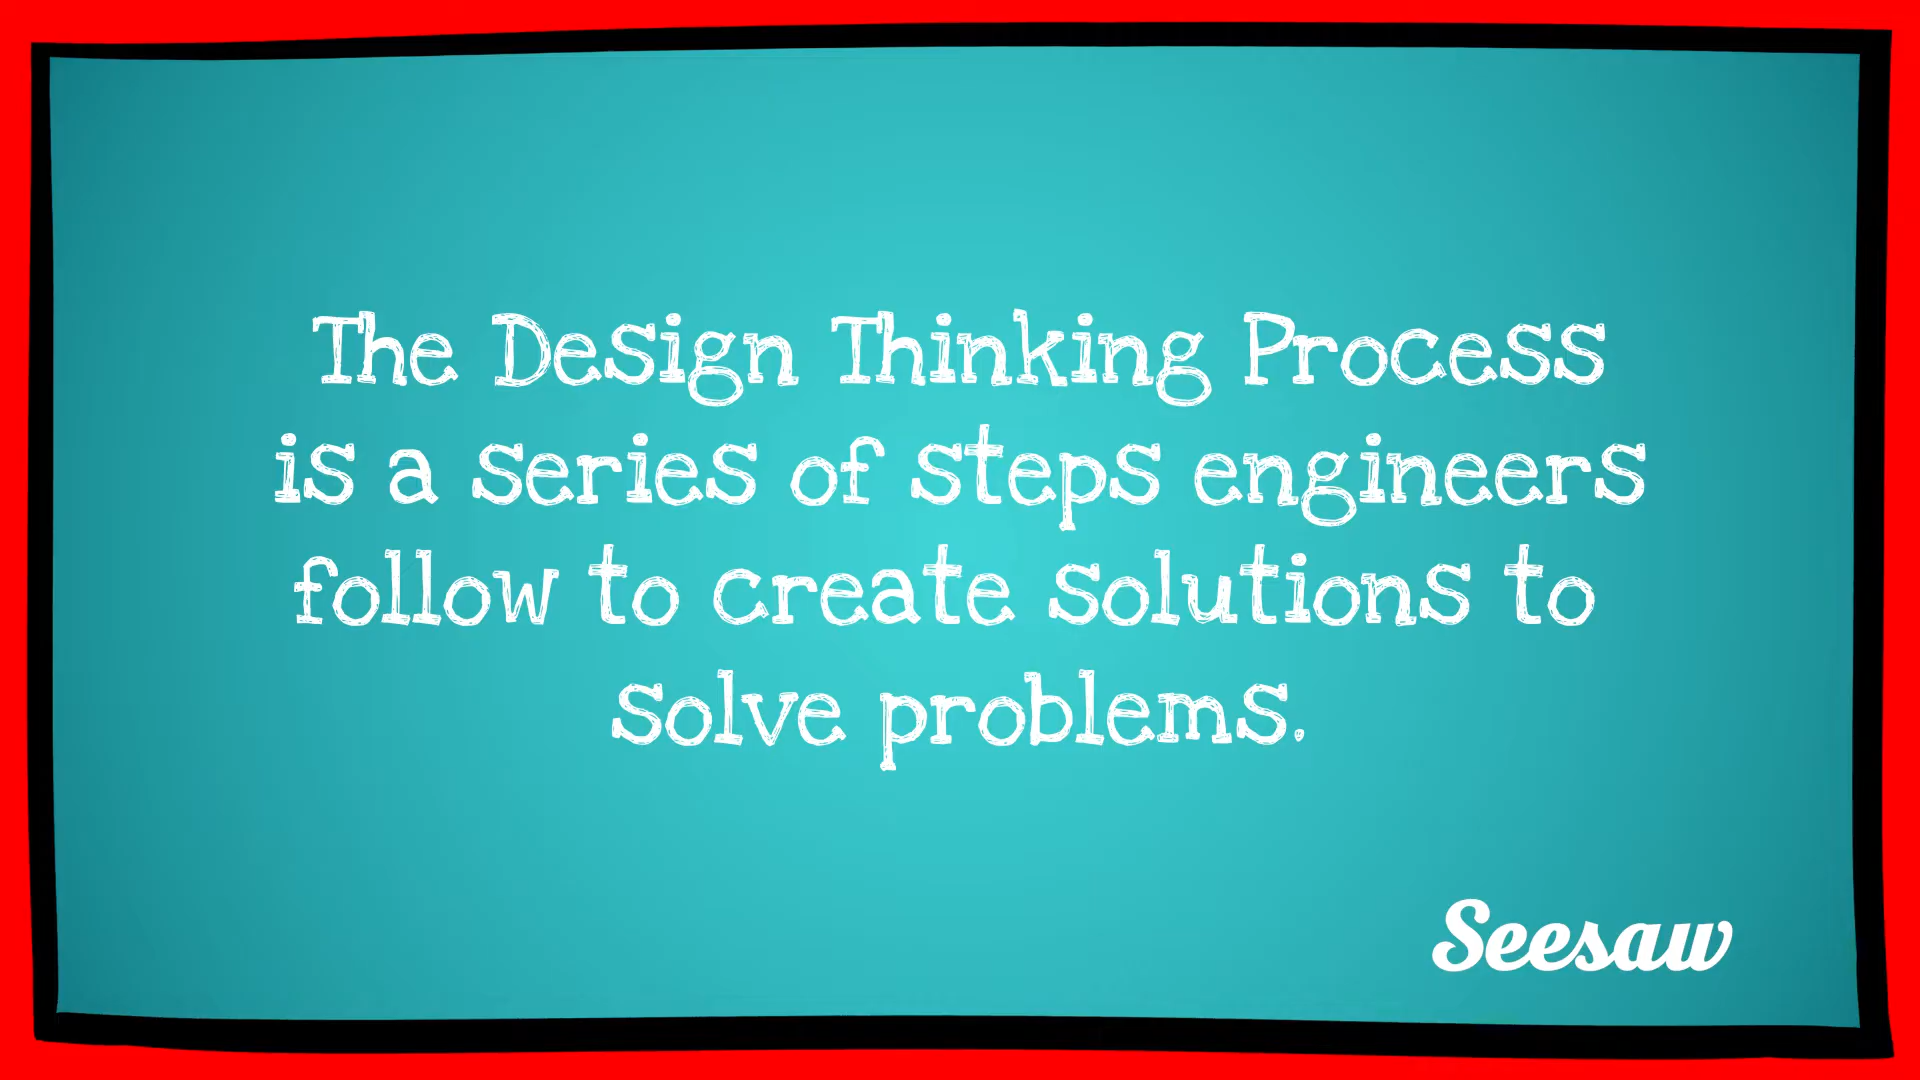 The Design Thinking Process
is a series of steps engineers
follow to create solutions to
solve problems.
Seesaw